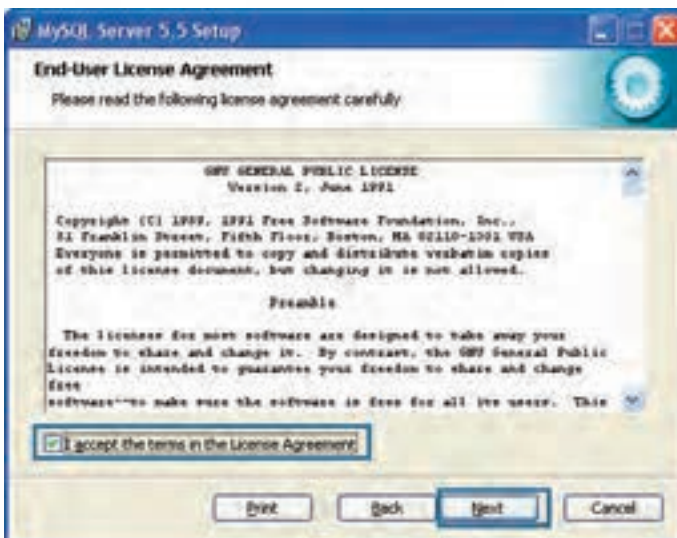 MySQL Server 5.5 Setup
End-User License Agreement
Please read the following license agreement carefully
GNU GENERAL PUBLIC LICENSE
Version 2, June 1991
Copyright (C) 1989, 1991 Free Software Foundation, Inc.,
51 Franklin Street, Fifth Floor, Boston, MA 02110-1301 USA
Everyone is permitted to copy and distribute verbatim copies
of this license document, but changing it is not allowed.
Preamble
The licenses for most software are designed to take away your
freedom to share and change it. By contrast, the GNU General Public
License is intended to guarantee your freedom to share and change
free
software--to make sure the software is free for all its users. This
I accept the terms in the License Agreement
Print
Back
Next
Cancel